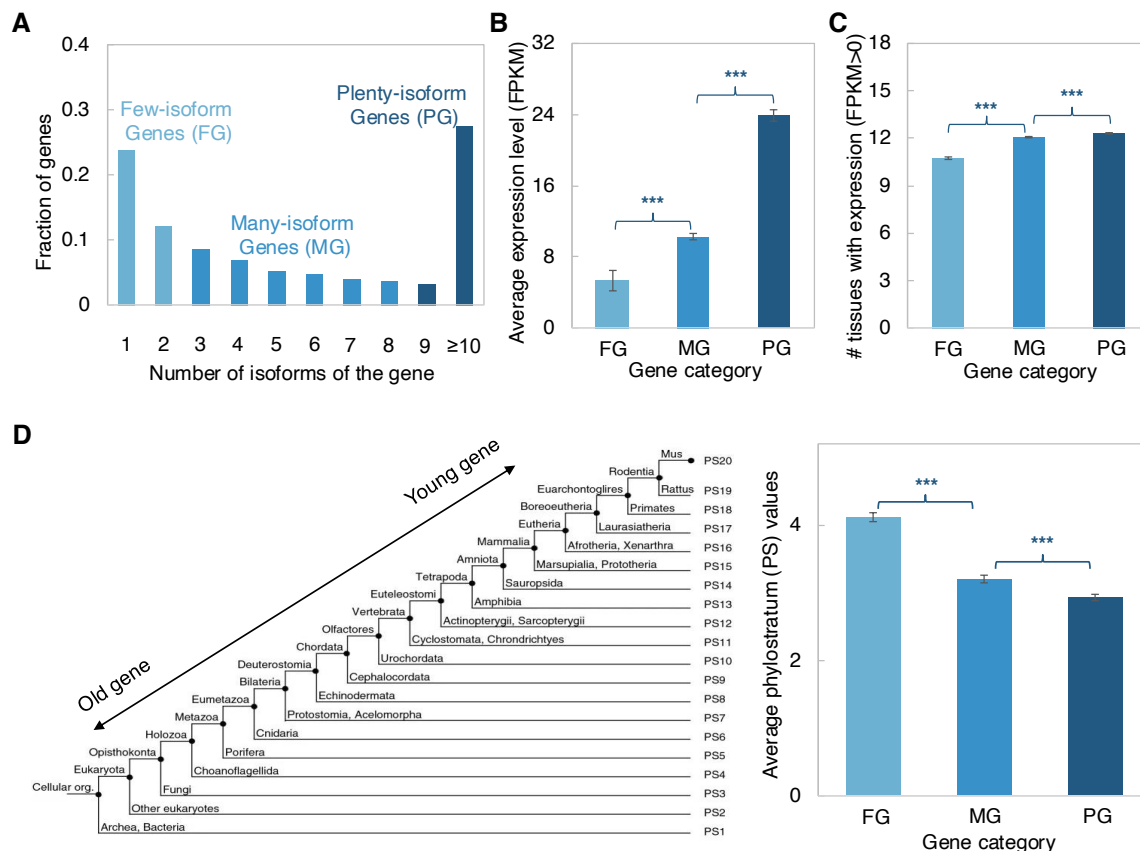 A
0.4
0.3
0.2
0.1
0
Fraction of genes
Few-isoform
Genes (FG)
Many-isoform
Genes (MG)
Plenty-isoform
Genes (PG)
1 2 3 4 5 6 7 8 9 ≥10
Number of isoforms of the gene
B
32
24
16
8
0
Average expression level (FPKM)
***
***
FG MG PG
Gene category
C
18
15
12
9
6
3
0
# tissues with expression (FPKM>0)
***
***
FG MG PG
Gene category
D
Old gene
Young gene
Mus
PS20
Rodentia
Rattus
PS19
Euarchontoglires
Primates
PS18
Boreoeutheria
Laurasiatheria
PS17
Eutheria
Afrotheria, Xenarthra
PS16
Mammalia
Marsupialia, Prototheria
PS15
Amniota
Sauropsida
PS14
Tetrapoda
Amphibia
PS13
Euteleostomi
Actinopterygii, Sarcopterygii
PS12
Vertebrata
Cyclostomata, Chrondrichtyes
PS11
Olfactores
Urochordata
PS10
Chordata
Cephalocordata
PS9
Deuterostomia
Echinodermata
PS8
Bilateria
Protostomia, Acelomorpha
PS7
Eumetazoa
Cnidaria
PS6
Metazoa
Porifera
PS5
Holozoa
Choanoflagellida
PS4
Opisthokonta
Fungi
PS3
Eukaryota
Other eukaryotes
PS2
Cellular org.
Archea, Bacteria
PS1
4
2
0
Average phylostratum (PS) values
***
***
FG MG PG
Gene category